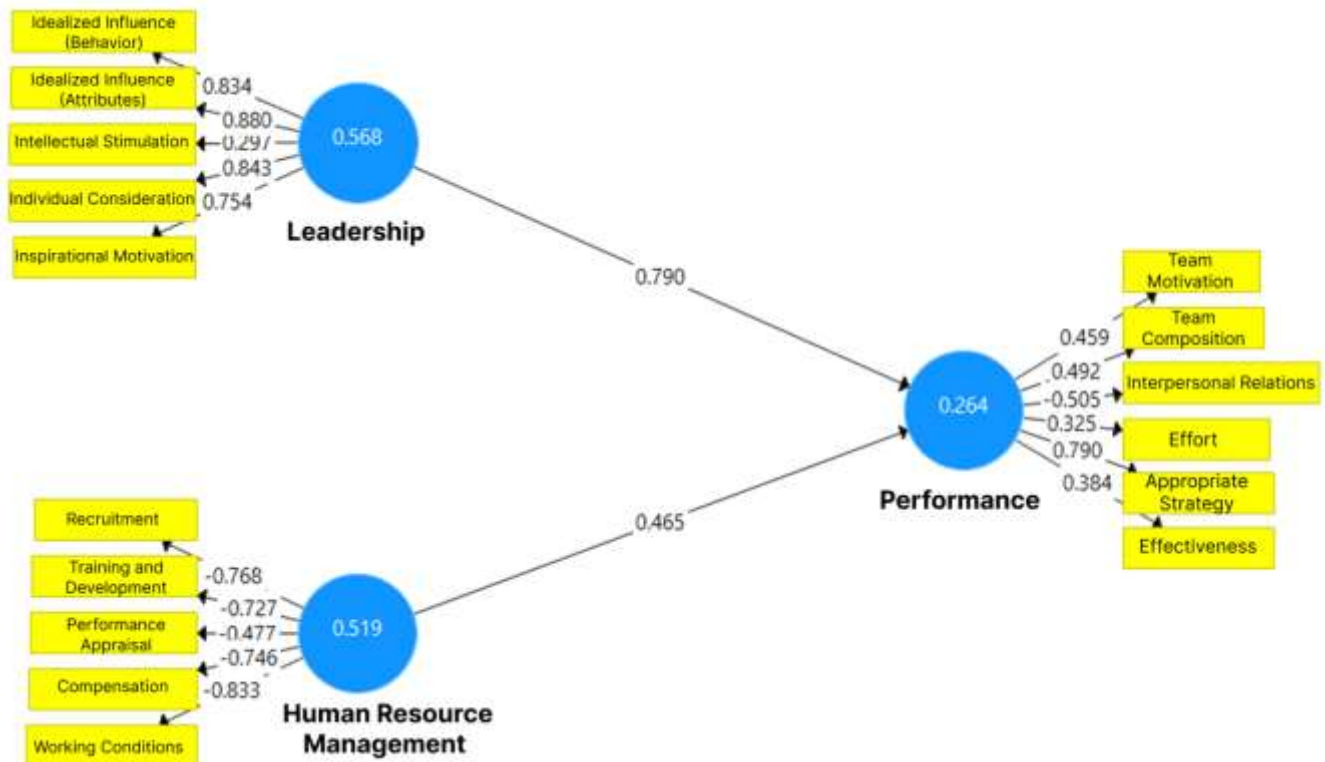 Idealized Influence
(Behavior)
Idealized Influence
(Attributes)
Intellectual Stimulation
Individual Consideration
Inspirational Motivation
0.834
0.880
0.297
0.843
0.754
0.568
Leadership
0.790
Team
Motivation
Team
Composition
Interpersonal Relations
Effort
Appropriate
Strategy
Effectiveness
0.459
0.492
-0.505
0.325
0.790
0.384
0.264
Performance
0.465
Recruitment
Training and
Development
Performance
Appraisal
Compensation
Working Conditions
-0.768
-0.727
-0.477
-0.746
-0.833
0.519
Human Resource
Management